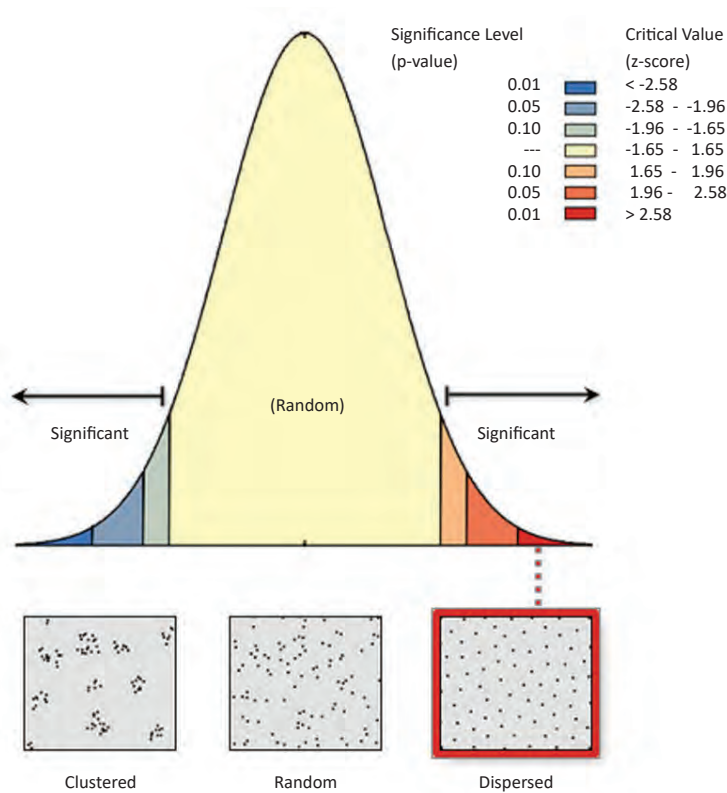 Significance Level Critical Value
(p-value) (z-score)
0.01 < -2.58
0.05 -2.58 - -1.96
0.10 -1.96 - -1.65
--- -1.65 - 1.65
0.10 1.65 - 1.96
0.05 1.96 - 2.58
0.01 > 2.58
(Random)
Significant Significant
Clustered Random Dispersed